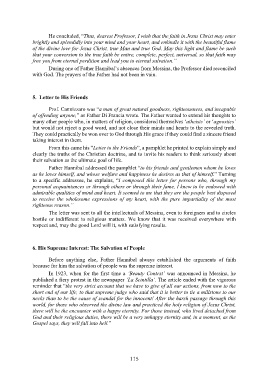 He concluded, "Thus, dearest Professor, I wish that the faith in Jesus Christ may enter
brightly and splendidly into your mind and your heart, and enkindle it with the beautiful flame
of the divine love for Jesus Christ, true Man and true God. May this light and flame be such
that your conversion to the true faith be entire, complete, perfect, universal, so that faith may
free you from eternal perdition and lead you to eternal salvation."
During one of Father Hannibal's absences from Messina, the Professor died reconciled
with God. The prayers of the Father had not been in vain.
5. Letter to His Friends
Prof. Cannizzaro was "a man of great natural goodness, righteousness, and incapable
of offending anyone," as Father Di Francia wrote. The Father wanted to extend his thoughts to
many other people who, in matters of religion, considered themselves 'atheists' or 'agnostics'
but would not reject a good word, and not close their minds and hearts to the revealed truth.
They could practically be won over to God through His grace if they could find a sincere friend
taking interest in them.
From this came his "Letter to My Friends", a pamphlet he printed to explain simply and
clearly the truths of the Christian doctrine, and to invite his readers to think seriously about
their salvation as the ultimate goal of life.
Father Hannibal addressed the pamphlet "to his friends and gentlemen whom he loves
as he loves himself, and whose welfare and happiness he desires as that of himself." Turning
to a specific audience, he explains, "I composed this letter for persons who, through my
personal acquaintances or through others or through their fame, I know to be endowed with
admirable qualities of mind and heart. It seemed to me that they are the people best disposed
to receive the wholesome expressions of my heart, with the pure impartiality of the most
righteous reason."
The letter was sent to all the intellectuals of Messina, even to foreigners and to circles
hostile or indifferent to religious matters. We know that it was received everywhere with
respect and, may the good Lord will it, with satisfying results.
6. His Supreme Interest: The Salvation of People
Before anything else, Father Hannibal always established the arguments of faith
because for him the salvation of people was the supreme interest.
In 1923, when for the first time a 'Beauty Contest' was announced in Messina, he
published a fiery protest in the newspaper 'La Scintilla'. The article ended with the vigorous
reminder that "the very strict account that we have to give of all our actions, from now to the
short end of our life, to that supreme judge who said that it is better to tie a millstone to our
necks than to be the cause of scandal for the innocent! After the harsh passage through this
world, for those who observed the divine law and practiced the holy religion of Jesus Christ,
there will be the encounter with a happy eternity. For those instead, who lived detached from
God and their religious duties, there will be a very unhappy eternity and, in a moment, as the
Gospel says, they will fall into hell."
115